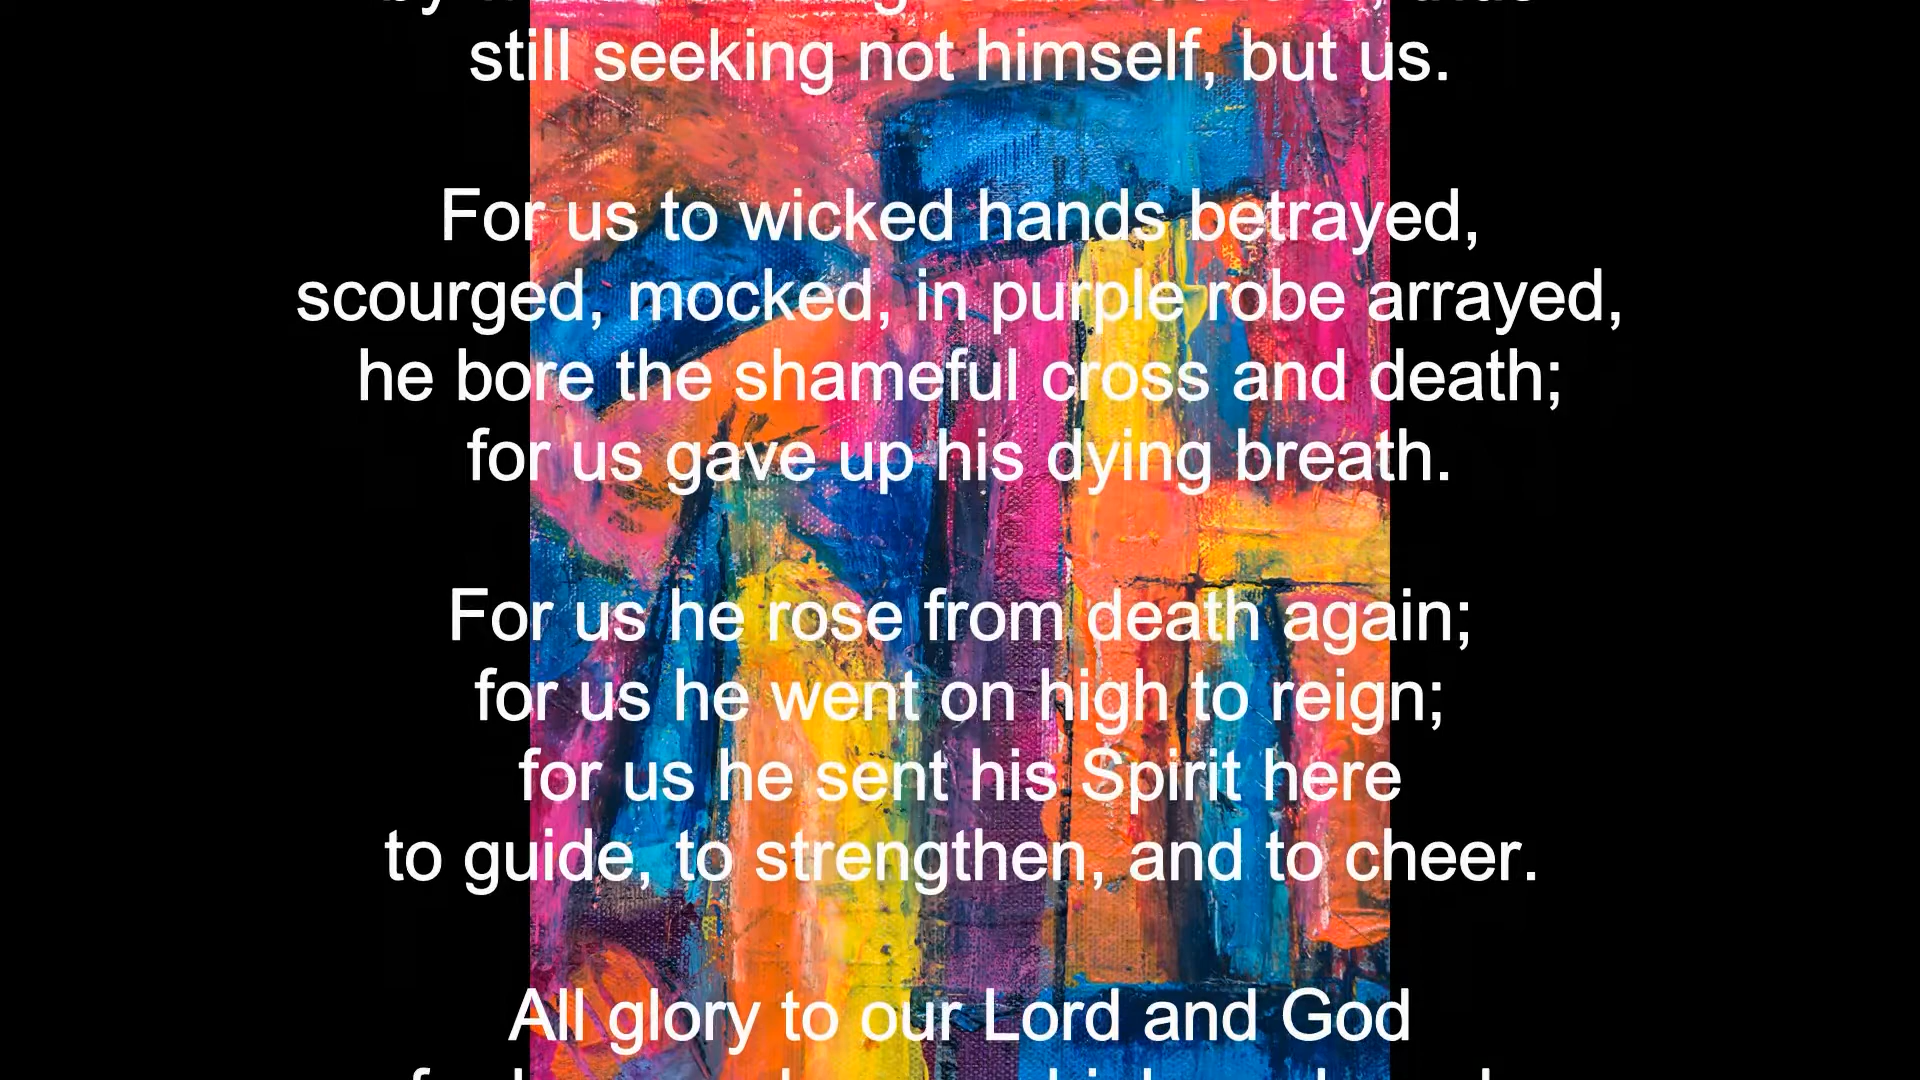 still seeking not himself, but us.
For us to wicked hands betrayed,
scourged, mocked, in purple robe arrayed,
he bore the shameful cross and death;
for us gave up his dying breath.
For us he rose from death again;
for us he went on high to reign;
for us he sent his Spirit here
to guide, to strengthen, and to cheer.
All glory to our Lord and God